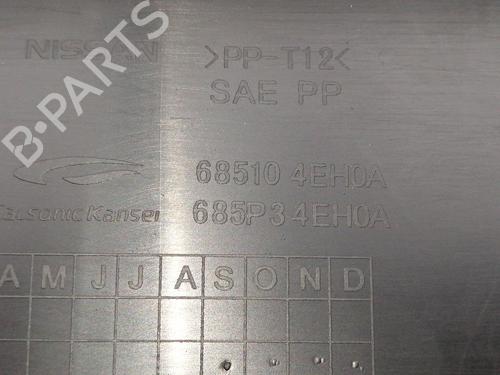 NISSAN
>PP-T12<
SAE PP
B-PARTS
68510 4EH0A
Calsonic Kansei 685P3 4EH0A
A M J J A S O N D